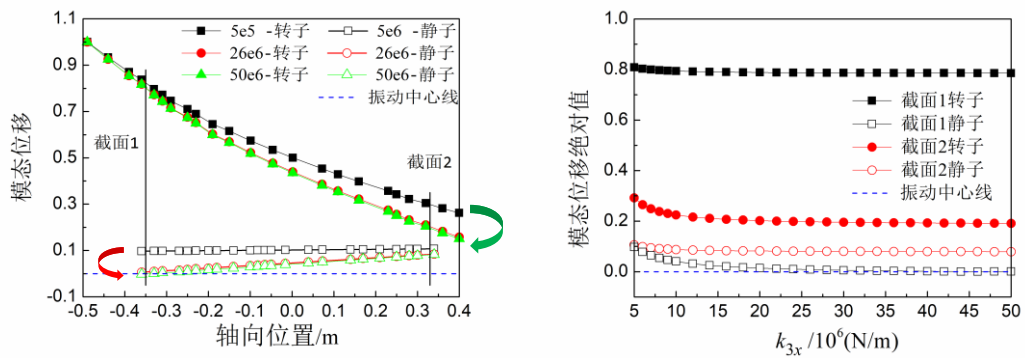 1.1
0.9
0.7
0.5
0.3
0.1
-0.1
-0.5
-0.4
-0.3
-0.2
-0.1
0.0
0.1
0.2
0.3
0.4
模态位移
轴向位置/m
5e5 -转子
5e6 -静子
26e6-转子
26e6-静子
50e6-转子
50e6-静子
振动中心线
截面1
截面2
1.0
0.8
0.6
0.4
0.2
0.0
5
10
15
20
25
30
35
40
45
50
模态位移绝对值
k3x /10⁶(N/m)
截面1转子
截面1静子
截面2转子
截面2静子
振动中心线